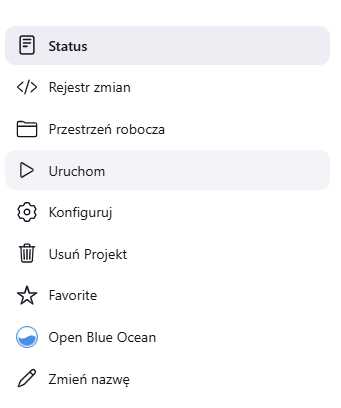 Status
Rejestr zmian
Przestrzeń robocza
Uruchom
Konfiguruj
Usuń Projekt
Favorite
Open Blue Ocean
Zmień nazwę